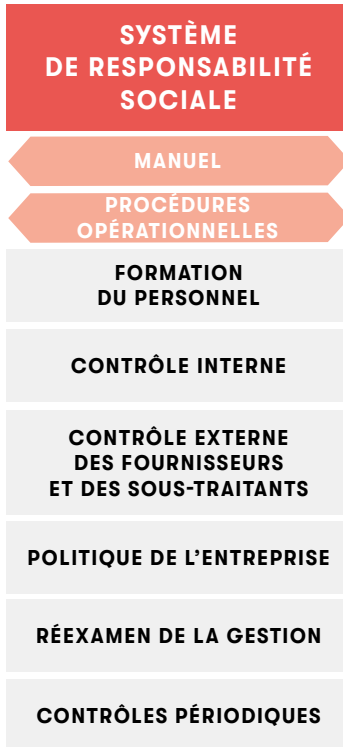 SYSTÈME
DE RESPONSABILITÉ
SOCIALE
MANUEL
PROCÉDURES
OPÉRATIONNELLES
FORMATION
DU PERSONNEL
CONTRÔLE INTERNE
CONTRÔLE EXTERNE
DES FOURNISSEURS
ET DES SOUS-TRAITANTS
POLITIQUE DE L’ENTREPRISE
RÉEXAMEN DE LA GESTION
CONTRÔLES PÉRIODIQUES